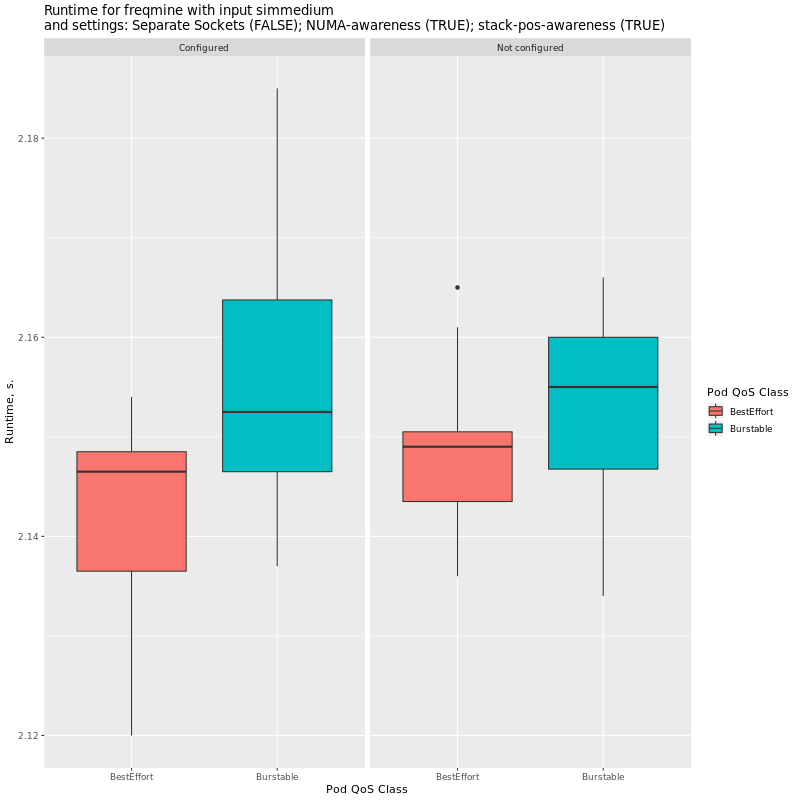 Runtime for freqmine with input simmedium
and settings: Separate Sockets (FALSE); NUMA-awareness (TRUE); stack-pos-awareness (TRUE)
Configured
Not configured
2.18
2.16
2.14
2.12
Runtime, s.
BestEffort
Burstable
BestEffort
Burstable
Pod QoS Class
Pod QoS Class
BestEffort
Burstable